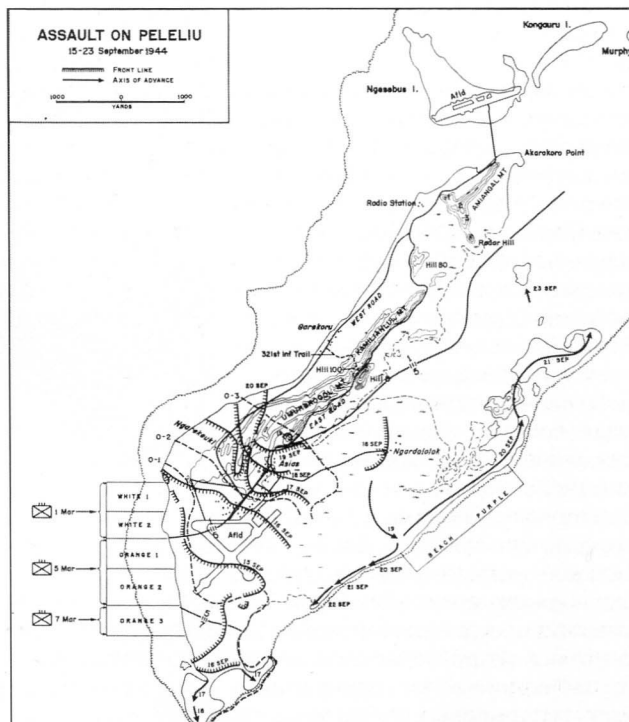 ASSAULT ON PELELIU
15-23 September 1944
FRONT LINE
AXIS OF ADVANCE
1000 0 1000
YARDS
Kongauru I.
Murphy
Ngesebus I.
Afld
Akarakoro Point
Radio Station
AMIANGAL MT
Radar Hill
Hill 80
23 SEP
WEST ROAD
Garekoru
KAMILIANLUL MT
321st Inf Trail
Hill 100
21 SEP
20 SEP
O-3
UMURBROGOL MT
EAST ROAD
O-2
Ngarekeukl
19 SEP
Asias
18 SEP
Ngardololok
20 SEP
O-1
17 SEP
WHITE 1
1 Mar
WHITE 2
16 SEP
Afld
19
BEACH PURPLE
ORANGE 1
15 SEP
20 SEP
5 Mar
ORANGE 2
21 SEP
22 SEP
7 Mar
ORANGE 3
16 SEP
17
17
18